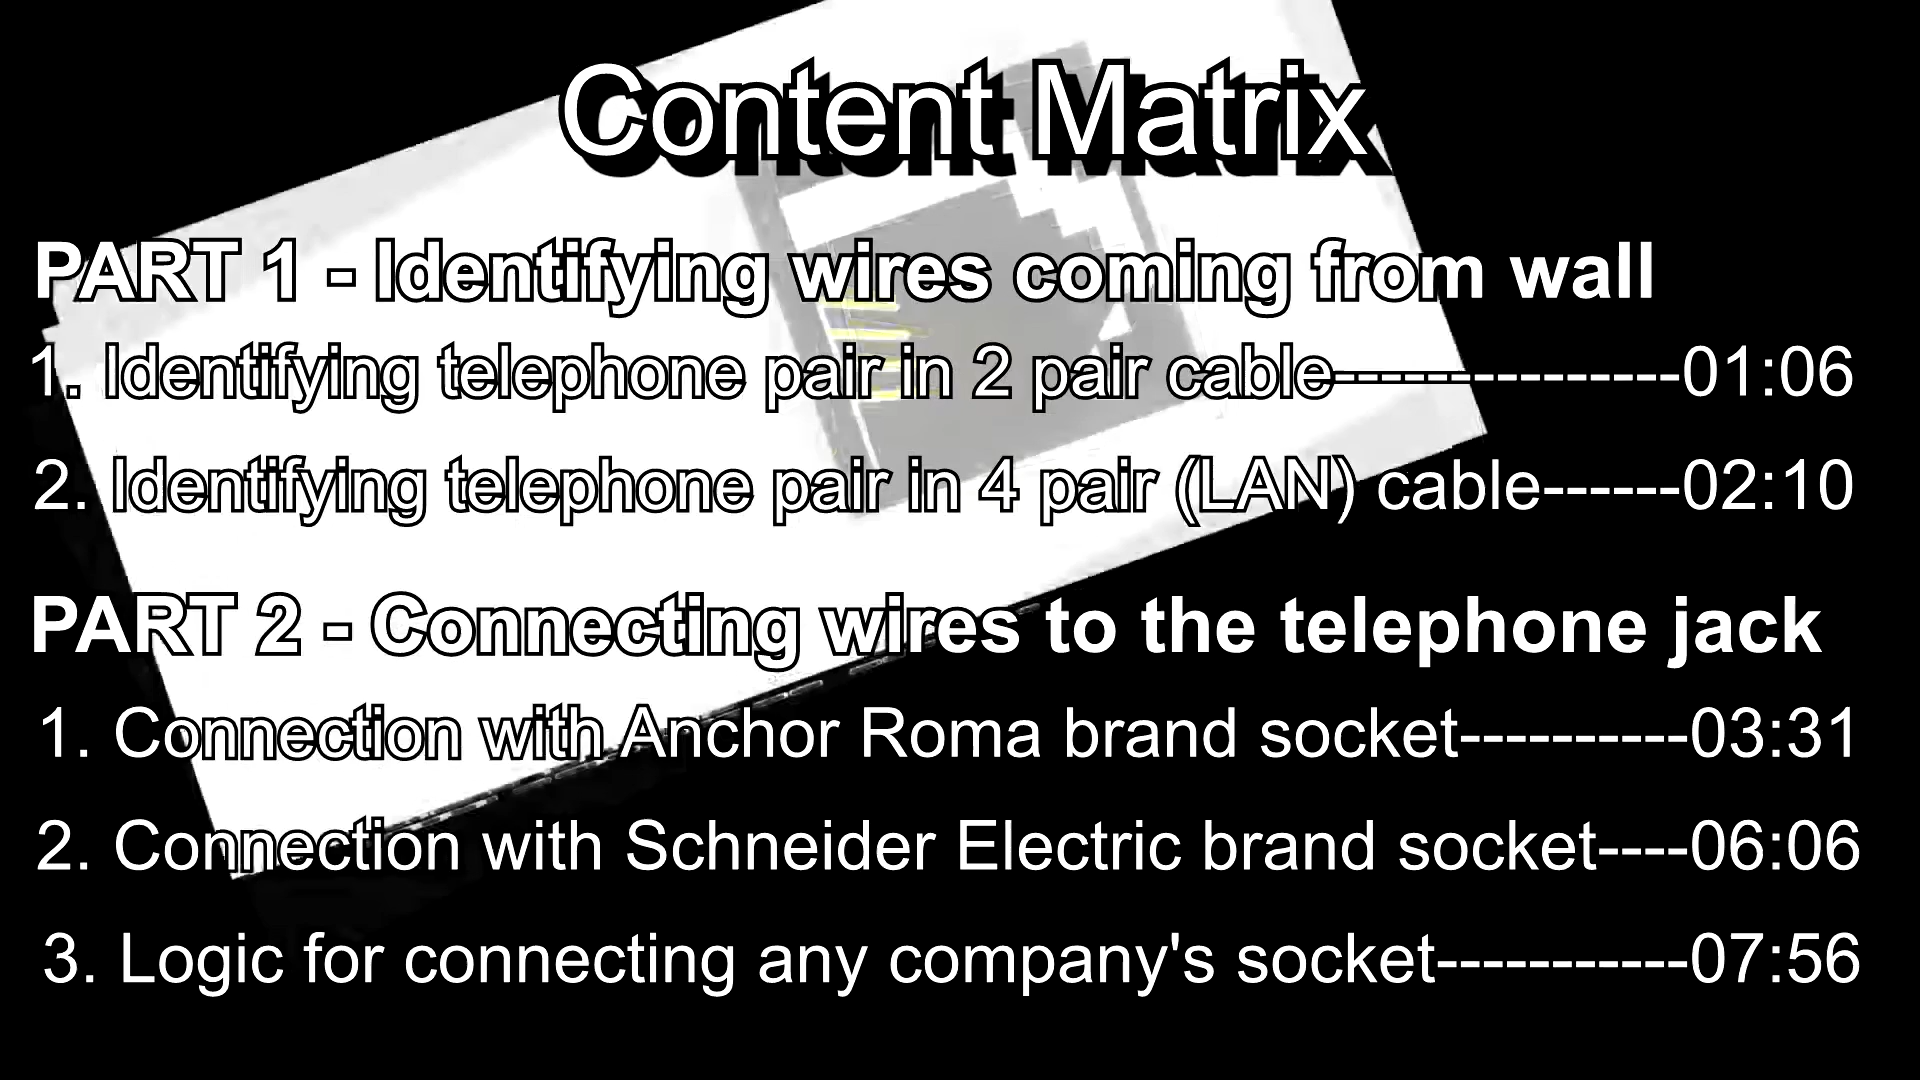 Content Matrix
PART 1 - Identifying wires coming from wall
1. Identifying telephone pair in 2 pair cable---------------01:06
2. Identifying telephone pair in 4 pair (LAN) cable------02:10
PART 2 - Connecting wires to the telephone jack
1. Connection with Anchor Roma brand socket----------03:31
2. Connection with Schneider Electric brand socket----06:06
3. Logic for connecting any company's socket-----------07:56